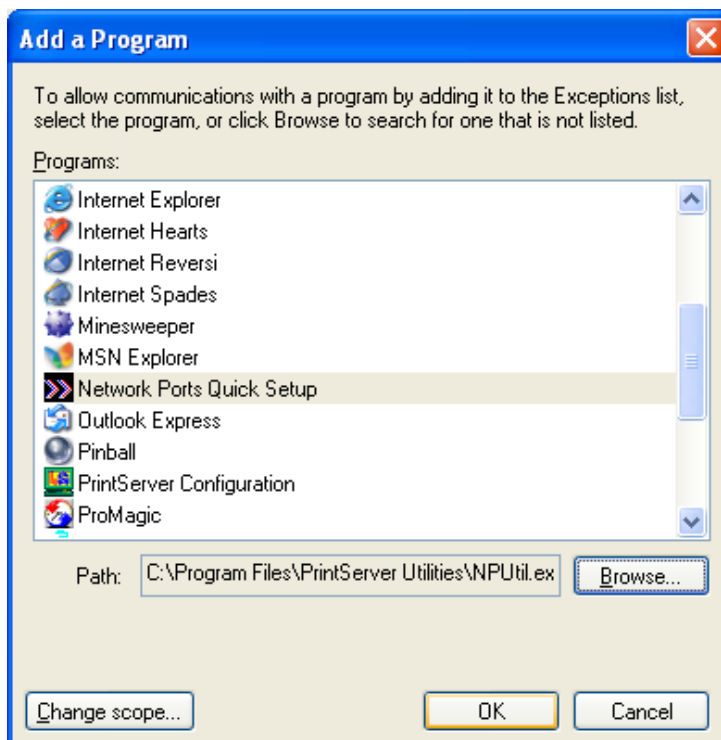 Add a Program
To allow communications with a program by adding it to the Exceptions list,
select the program, or click Browse to search for one that is not listed.
Programs:
Internet Explorer
Internet Hearts
Internet Reversi
Internet Spades
Minesweeper
MSN Explorer
Network Ports Quick Setup
Outlook Express
Pinball
PrintServer Configuration
ProMagic
Path: C:\Program Files\PrintServer Utilities\NPUtil.ex Browse...
Change scope... OK Cancel